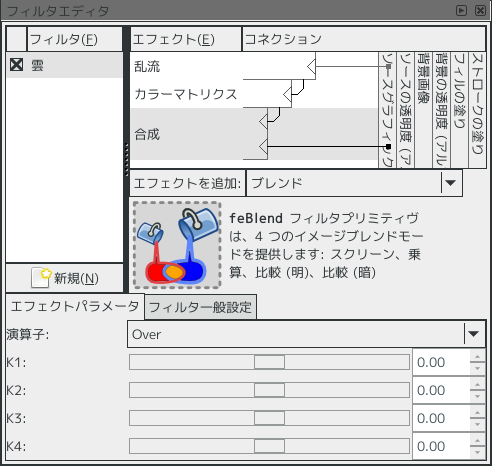 フィルタエディタ
フィルタ(F)
エフェクト(E)
コネクション
雲
乱流
カラーマトリクス
合成
ソースグラフィック
ソースの透明度 (ア
背景画像
背景の透明度 (アル
フィルの塗り
ストロークの塗り
エフェクトを追加:
ブレンド
feBlend フィルタプリミティヴ
は、4 つのイメージブレンドモー
ドを提供します: スクリーン、乗
算、比較 (明)、比較 (暗)
新規(N)
エフェクトパラメータ
フィルター般設定
演算子:
Over
K1:
0.00
K2:
0.00
K3:
0.00
K4:
0.00